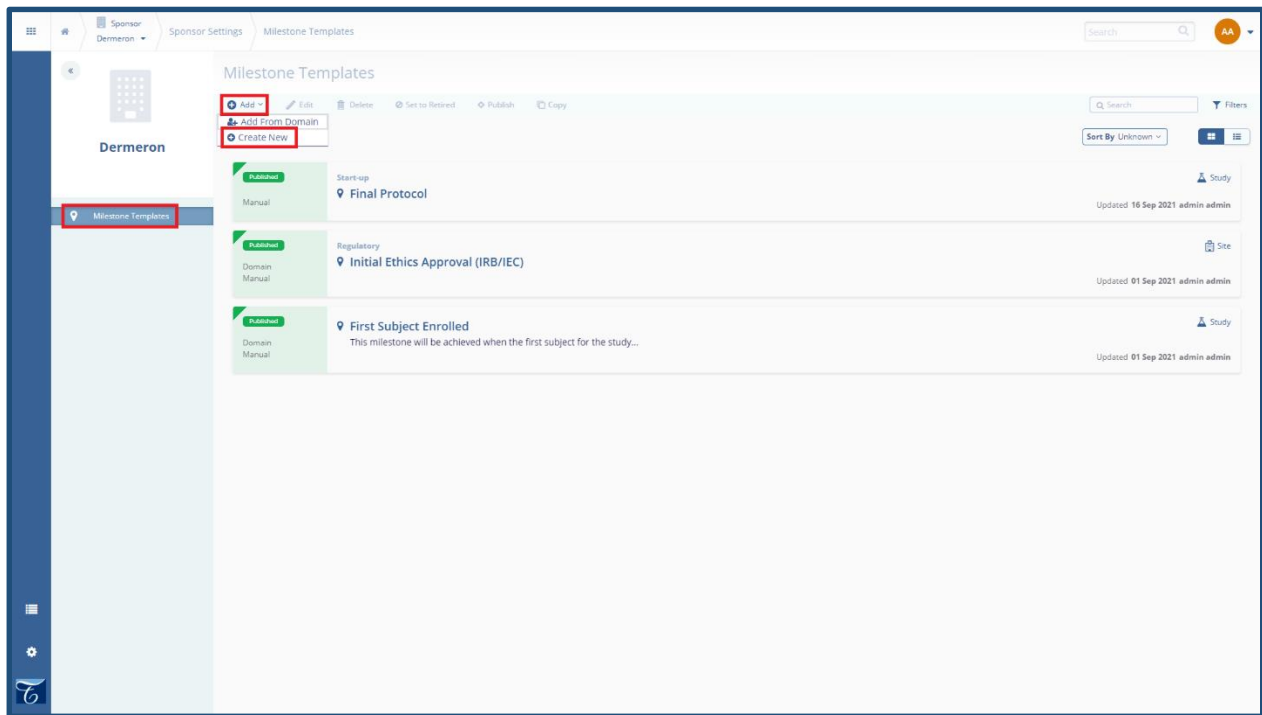 Sponsor
Dermeron
Sponsor Settings
Milestone Templates
Search
AA
Dermeron
Milestone Templates
Milestone Templates
Add
Edit
Delete
Set to Retired
Publish
Copy
Search
Filters
Add From Domain
Create New
Sort By Unknown
Published
Manual
Start-up
Final Protocol
Study
Updated 16 Sep 2021 admin admin
Published
Domain
Manual
Regulatory
Initial Ethics Approval (IRB/IEC)
Site
Updated 01 Sep 2021 admin admin
Published
Domain
Manual
First Subject Enrolled
This milestone will be achieved when the first subject for the study...
Study
Updated 01 Sep 2021 admin admin